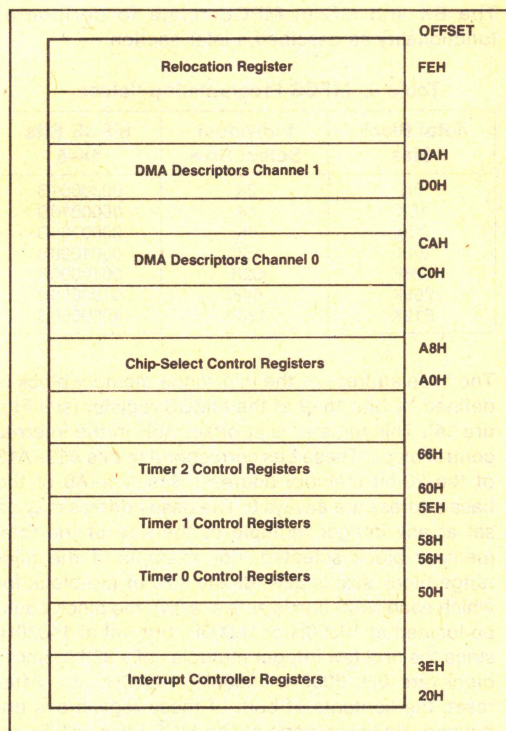 OFFSET
Relocation Register FEH
DAH
DMA Descriptors Channel 1
D0H
CAH
DMA Descriptors Channel 0
C0H
A8H
Chip-Select Control Registers
A0H
66H
Timer 2 Control Registers
60H
5EH
Timer 1 Control Registers
58H
56H
Timer 0 Control Registers
50H
3EH
Interrupt Controller Registers
20H